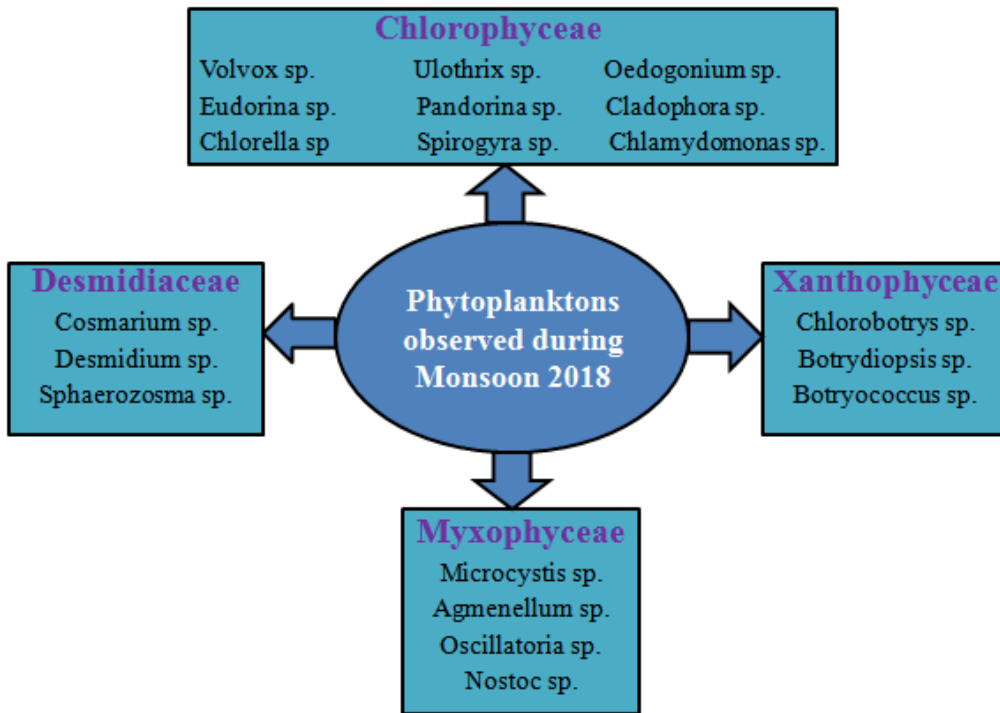 Chlorophyceae
Volvox sp. Ulothrix sp. Oedogonium sp.
Eudorina sp. Pandorina sp. Cladophora sp.
Chlorella sp Spirogyra sp. Chlamydomonas sp.
Desmidiaceae
Cosmarium sp.
Desmidium sp.
Sphaerozosma sp.
Phytoplanktons
observed during
Monsoon 2018
Xanthophyceae
Chlorobotrys sp.
Botrydiopsis sp.
Botryococcus sp.
Myxophyceae
Microcystis sp.
Agmenellum sp.
Oscillatoria sp.
Nostoc sp.